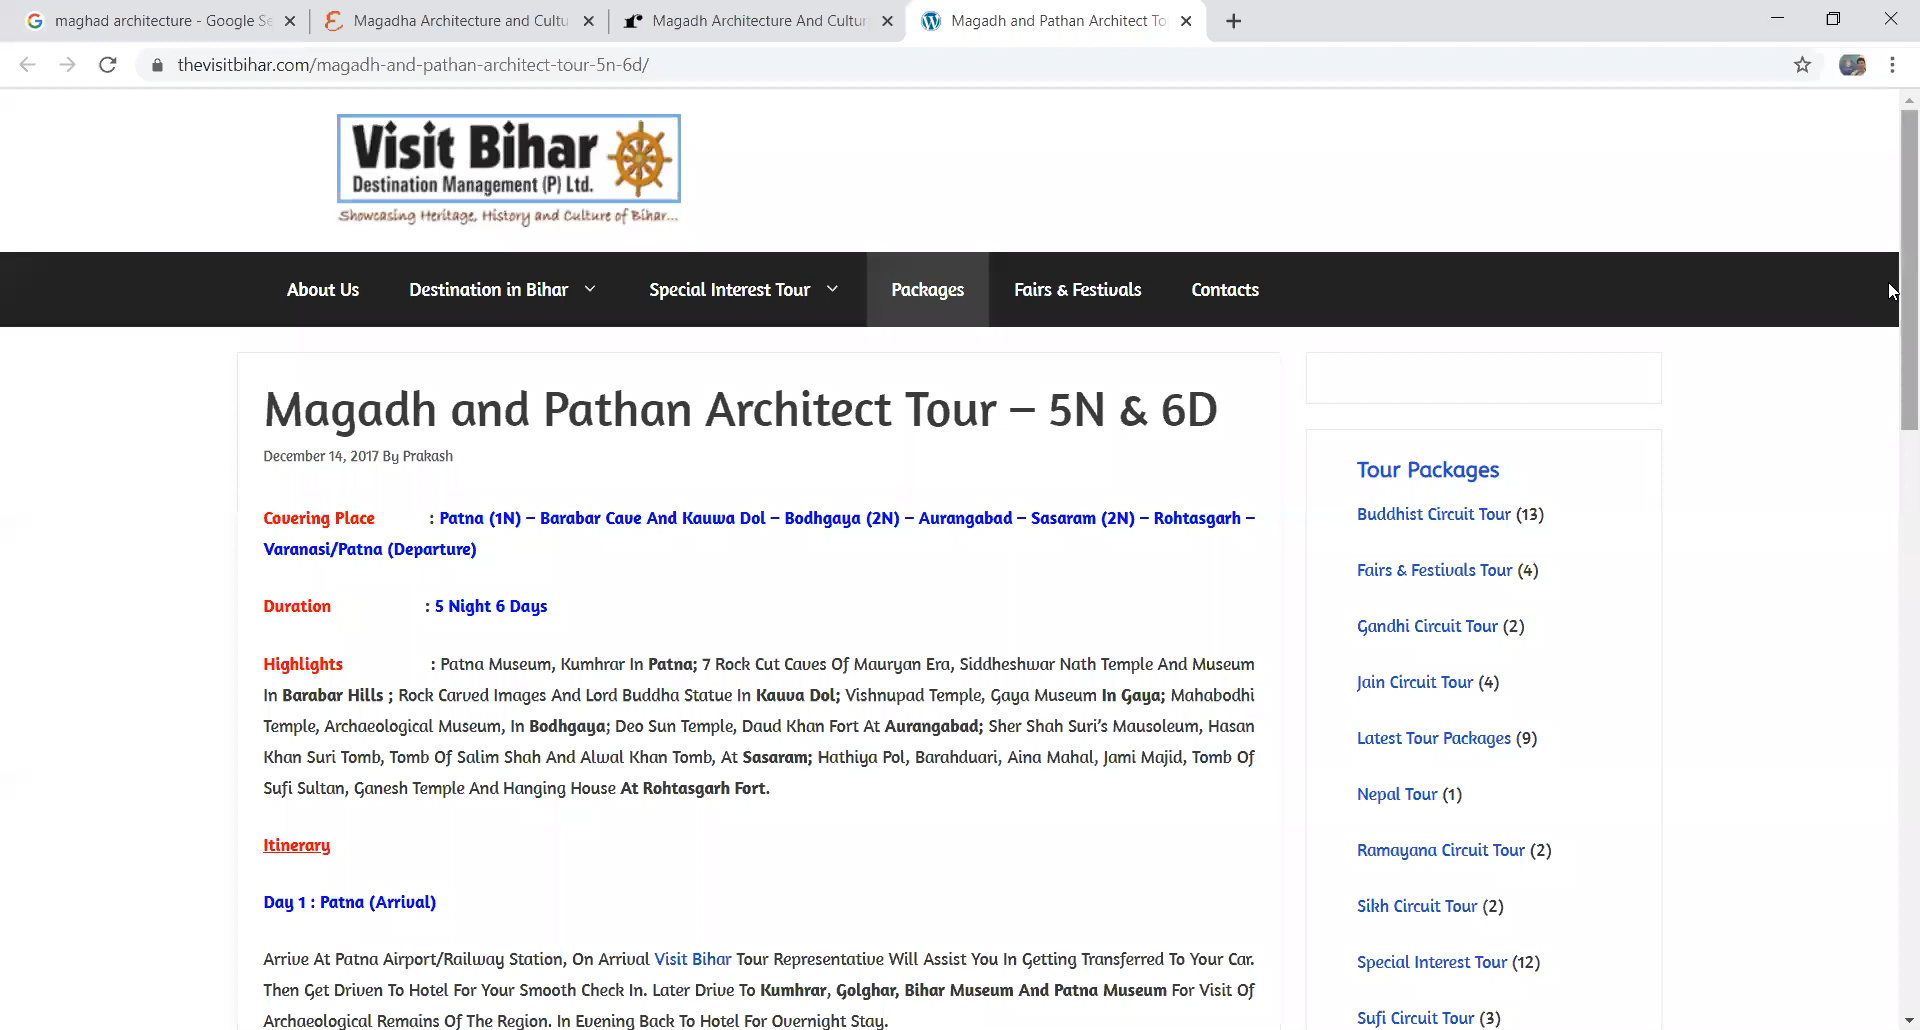 maghad architecture - Google Se
Magadha Architecture and Cultu
Magadh Architecture And Cultur
Magadh and Pathan Architect To
thevisitbihar.com/magadh-and-pathan-architect-tour-5n-6d/
Visit Bihar
Destination Management (P) Ltd.
Showcasing Heritage, History and Culture of Bihar...
About Us
Destination in Bihar
Special Interest Tour
Packages
Fairs & Festivals
Contacts
Magadh and Pathan Architect Tour – 5N & 6D
December 14, 2017 By Prakash
Covering Place : Patna (1N) – Barabar Cave And Kauwa Dol – Bodhgaya (2N) – Aurangabad – Sasaram (2N) – Rohtasgarh –
Varanasi/Patna (Departure)
Duration : 5 Night 6 Days
Highlights : Patna Museum, Kumhrar In Patna; 7 Rock Cut Caves Of Mauryan Era, Siddheshwar Nath Temple And Museum
In Barabar Hills ; Rock Carved Images And Lord Buddha Statue In Kauva Dol; Vishnupad Temple, Gaya Museum In Gaya; Mahabodhi
Temple, Archaeological Museum, In Bodhgaya; Deo Sun Temple, Daud Khan Fort At Aurangabad; Sher Shah Suri's Mausoleum, Hasan
Khan Suri Tomb, Tomb Of Salim Shah And Alwal Khan Tomb, At Sasaram; Hathiya Pol, Barahduari, Aina Mahal, Jami Majid, Tomb Of
Sufi Sultan, Ganesh Temple And Hanging House At Rohtasgarh Fort.
Itinerary
Day 1 : Patna (Arrival)
Arrive At Patna Airport/Railway Station, On Arrival Visit Bihar Tour Representative Will Assist You In Getting Transferred To Your Car.
Then Get Driven To Hotel For Your Smooth Check In. Later Drive To Kumhrar, Golghar, Bihar Museum And Patna Museum For Visit Of
Archaeological Remains Of The Region. In Evening Back To Hotel For Overnight Stay.
Tour Packages
Buddhist Circuit Tour (13)
Fairs & Festivals Tour (4)
Gandhi Circuit Tour (2)
Jain Circuit Tour (4)
Latest Tour Packages (9)
Nepal Tour (1)
Ramayana Circuit Tour (2)
Sikh Circuit Tour (2)
Special Interest Tour (12)
Sufi Circuit Tour (3)